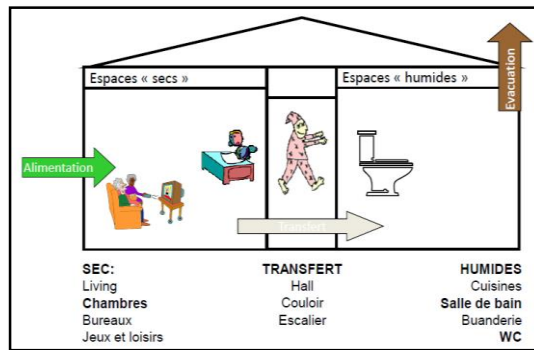 Espaces « secs »
Espaces « humides »
Evacuation
Alimentation
Transfert
SEC:
Living
Chambres
Bureaux
Jeux et loisirs
TRANSFERT
Hall
Couloir
Escalier
HUMIDES
Cuisines
Salle de bain
Buanderie
WC